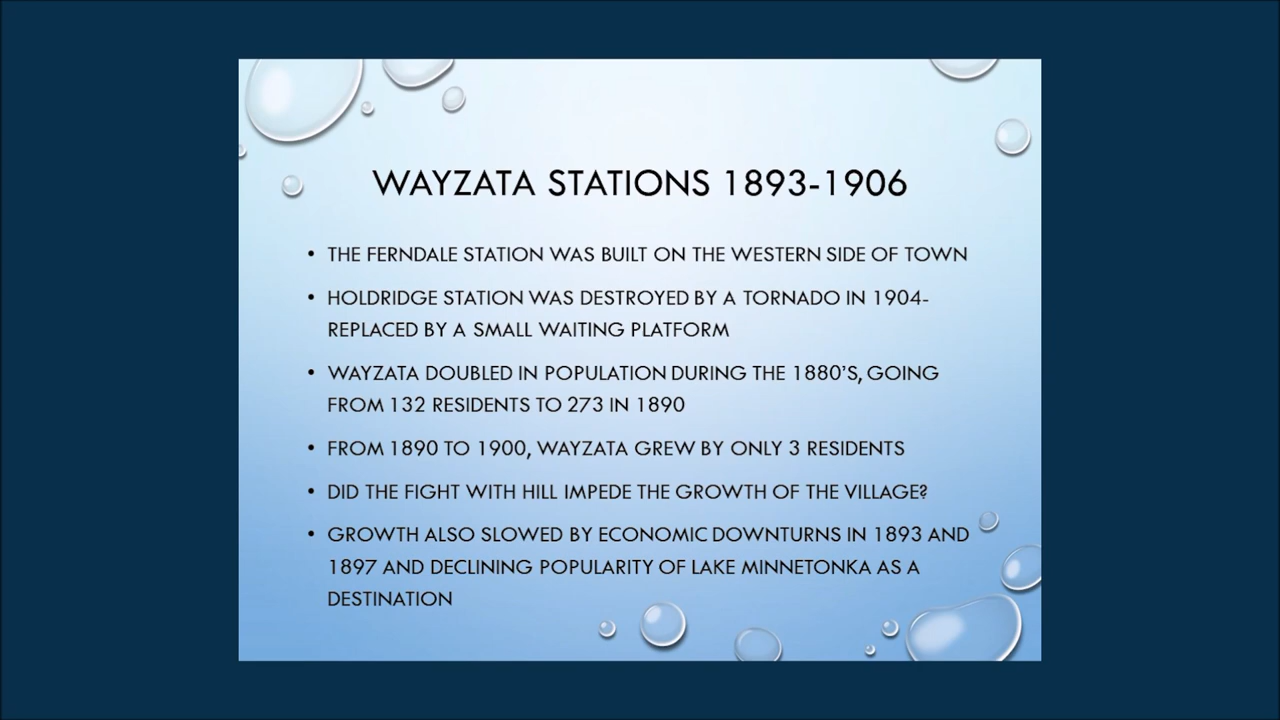 WAYZATA STATIONS 1893-1906
• THE FERNDALE STATION WAS BUILT ON THE WESTERN SIDE OF TOWN
• HOLDRIDGE STATION WAS DESTROYED BY A TORNADO IN 1904-
REPLACED BY A SMALL WAITING PLATFORM
• WAYZATA DOUBLED IN POPULATION DURING THE 1880'S, GOING
FROM 132 RESIDENTS TO 273 IN 1890
• FROM 1890 TO 1900, WAYZATA GREW BY ONLY 3 RESIDENTS
• DID THE FIGHT WITH HILL IMPEDE THE GROWTH OF THE VILLAGE?
• GROWTH ALSO SLOWED BY ECONOMIC DOWNTURNS IN 1893 AND
1897 AND DECLINING POPULARITY OF LAKE MINNETONKA AS A
DESTINATION